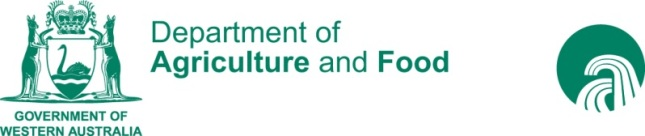 Department of
Agriculture and Food
GOVERNMENT OF
WESTERN AUSTRALIA